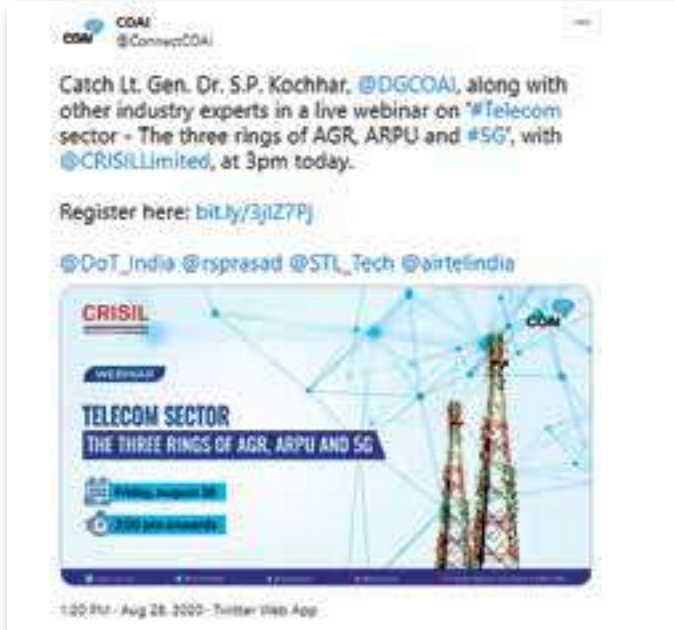 COAI
COAI
@ConnectCOAI
Catch Lt. Gen. Dr. S.P. Kochhar, @DGCOAI, along with
other industry experts in a live webinar on '#Telecom
sector - The three rings of AGR, ARPU and #5G', with
@CRISILLimited, at 3pm today.
Register here: bit.ly/3jIZ7PJ
@DoT_India @rsprasad @STL_Tech @airtelindia
CRISIL
COAI
WEBINAR
TELECOM SECTOR
THE THREE RINGS OF AGR, ARPU AND 5G
Friday, August 28
3:00 pm onwards
1:20 PM · Aug 28, 2020 · Twitter Web App